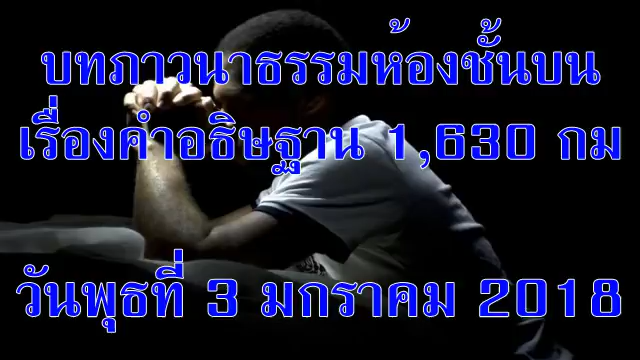 บทภาวนาธรรมห้องชั้นบน
เรื่องคำอธิษฐาน 1,630 กม
วันพุธที่ 3 มกราคม 2018